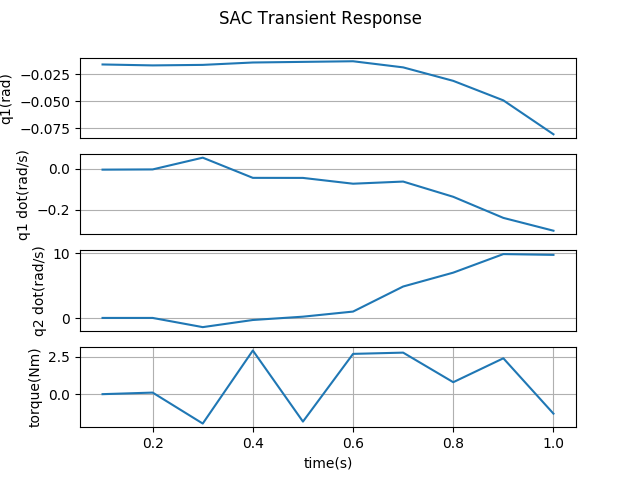 SAC Transient Response
q1(rad)
−0.025
−0.050
−0.075
q1 dot(rad/s)
0.0
−0.2
q2 dot(rad/s)
10
0
torque(Nm)
2.5
0.0
0.2 0.4 0.6 0.8 1.0
time(s)